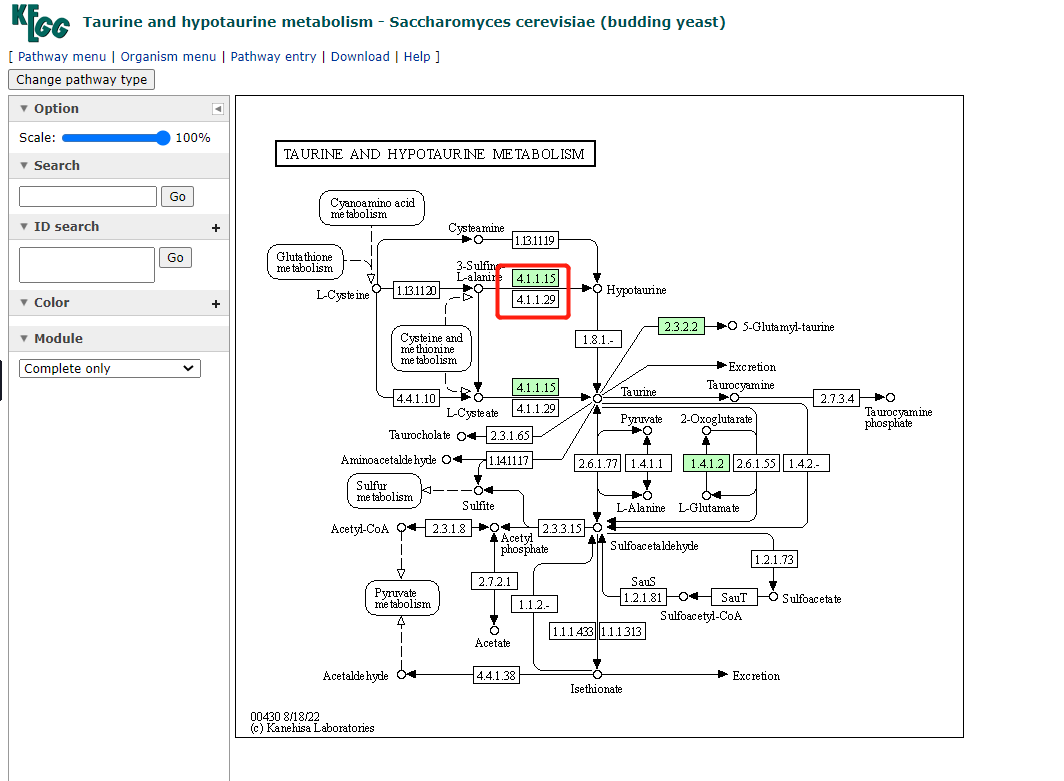 KEGG
Taurine and hypotaurine metabolism - Saccharomyces cerevisiae (budding yeast)
[ Pathway menu | Organism menu | Pathway entry | Download | Help ]
Change pathway type
Option
Scale: 100%
Search
Go
ID search +
Go
Color +
Module
Complete only
TAURINE AND HYPOTAURINE METABOLISM
Cyanoamino acid
metabolism
Cysteamine
1.13.11.19
Glutathione
metabolism
3-Sulfino-
L-alanine
4.1.1.15
4.1.1.29
L-Cysteine
1.13.11.20
Hypotaurine
Cysteine and
methionine
metabolism
1.8.1.-
2.3.2.2
5-Glutamyl-taurine
Excretion
4.1.1.15
4.1.1.29
4.4.1.10
L-Cysteate
Taurine
Taurocyamine
2.7.3.4
Taurocyamine
phosphate
Taurocholate
2.3.1.65
Pyruvate
2-Oxoglutarate
Aminoacetaldehyde
1.14.11.17
2.6.1.77
1.4.1.1
1.4.1.2
2.6.1.55
1.4.2.-
Sulfur
metabolism
Sulfite
L-Alanine
L-Glutamate
Acetyl-CoA
2.3.1.8
Acetyl
phosphate
2.3.3.15
Sulfoacetaldehyde
1.2.1.73
2.7.2.1
SauS
1.2.1.81
SauT
Sulfoacetate
Sulfoacetyl-CoA
Pyruvate
metabolism
1.1.2.-
1.1.1.433
1.1.1.313
Acetate
Acetaldehyde
4.4.1.38
Isethionate
Excretion
00430 8/18/22
(c) Kanehisa Laboratories